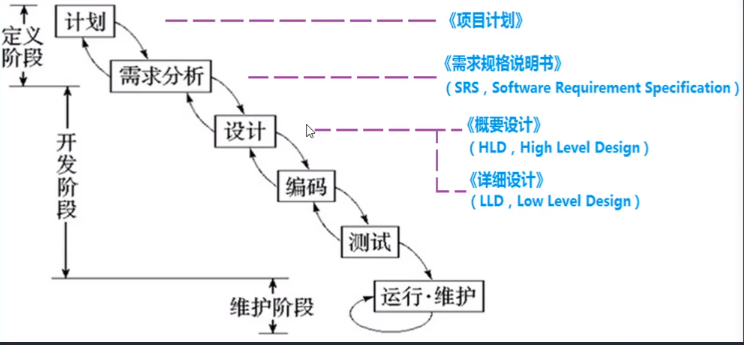 计划
《项目计划》
定义
阶段
需求分析
《需求规格说明书》
（SRS，Software Requirement Specification）
设计
《概要设计》
（HLD，High Level Design）
开发阶段
编码
《详细设计》
（LLD，Low Level Design）
测试
维护阶段
运行·维护